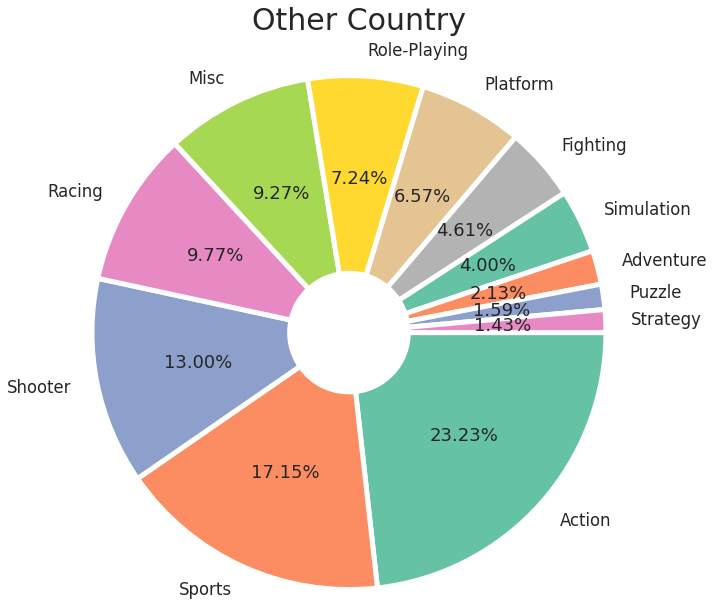 Other Country
Role-Playing
Misc
Platform
Fighting
Racing
7.24%
9.27%
6.57%
Simulation
4.61%
9.77%
Adventure
4.00%
2.13%
Puzzle
1.59%
Strategy
1.43%
13.00%
Shooter
23.23%
17.15%
Action
Sports